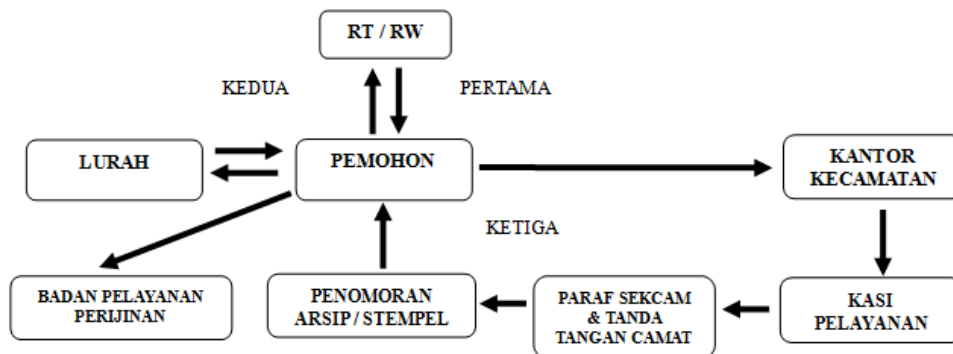 RT / RW
KEDUA
PERTAMA
LURAH
PEMOHON
KANTOR
KECAMATAN
KETIGA
BADAN PELAYANAN
PERIJINAN
PENOMORAN
ARSIP / STEMPEL
PARAF SEKCAM
& TANDA
TANGAN CAMAT
KASI
PELAYANAN